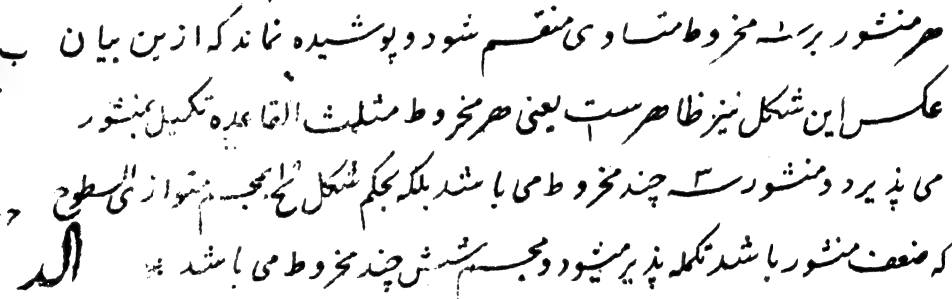 هر منشور بر سه مخروط متساوی منقسم شود و پوشیده نماند که ازین بیان
عکس این شکل نیز ظاهرست یعنی هر مخروط مثلث القاعده تکمیل بمنشور
می پذیرد و منشور سه چند مخروط می باشد بلکه بحکم شکل مجسم متوازی السطوح
که ضعف منشور باشد تکمله پذیر میشود و مجسم شش چند مخروط می باشد